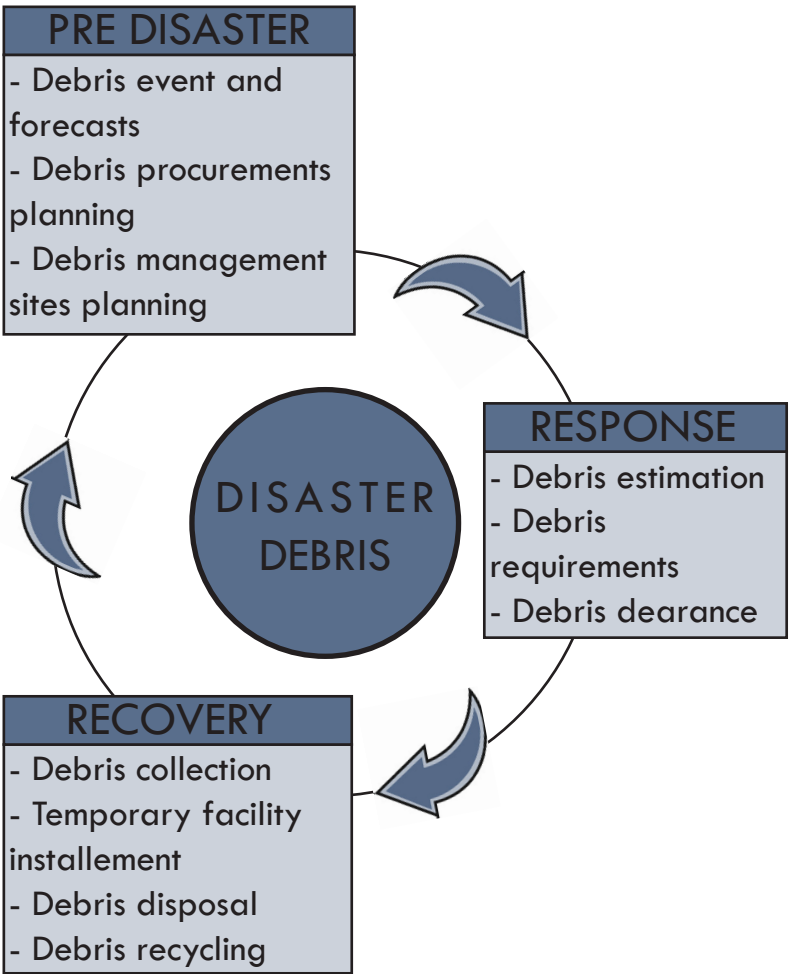 PRE DISASTER
- Debris event and
forecasts
- Debris procurements
planning
- Debris management
sites planning
RESPONSE
- Debris estimation
- Debris
requirements
- Debris dearance
DISASTER
DEBRIS
RECOVERY
- Debris collection
- Temporary facility
installement
- Debris disposal
- Debris recycling